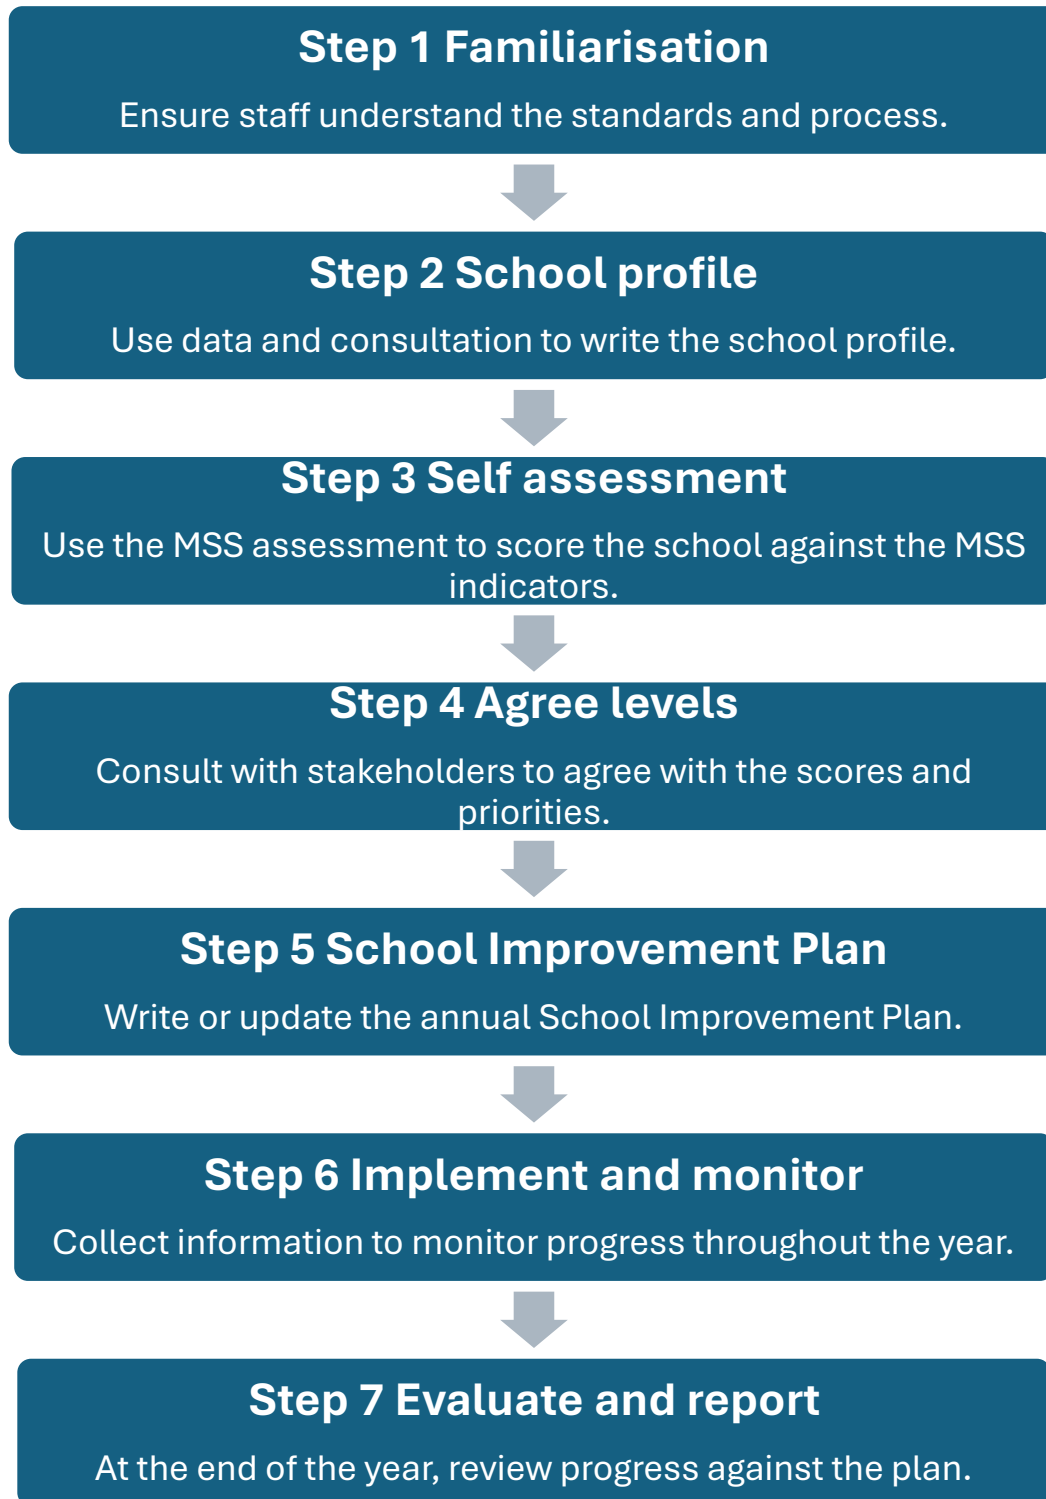 Step 1 Familiarisation
Ensure staff understand the standards and process.
Step 2 School profile
Use data and consultation to write the school profile.
Step 3 Self assessment
Use the MSS assessment to score the school against the MSS
indicators.
Step 4 Agree levels
Consult with stakeholders to agree with the scores and
priorities.
Step 5 School Improvement Plan
Write or update the annual School Improvement Plan.
Step 6 Implement and monitor
Collect information to monitor progress throughout the year.
Step 7 Evaluate and report
At the end of the year, review progress against the plan.